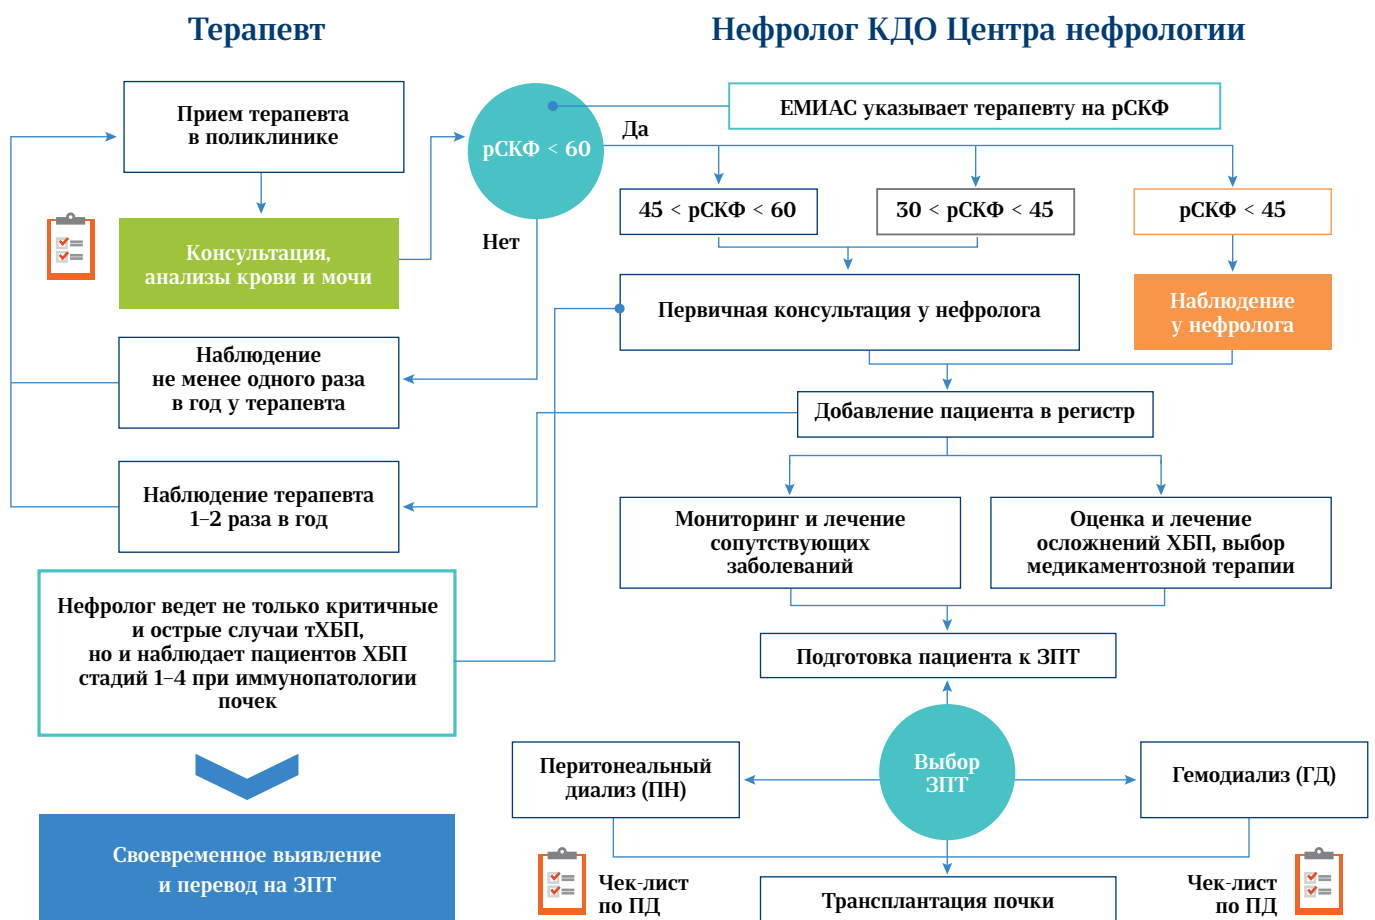 Терапевт
Нефролог КДО Центра нефрологии
Прием терапевта
в поликлинике
рСКФ < 60
Да
ЕМИАС указывает терапевту на рСКФ
45 < рСКФ < 60
30 < рСКФ < 45
рСКФ < 45
Консультация,
анализы крови и мочи
Нет
Первичная консультация у нефролога
Наблюдение
у нефролога
Наблюдение
не менее одного раза
в год у терапевта
Добавление пациента в регистр
Наблюдение терапевта
1–2 раза в год
Мониторинг и лечение
сопутствующих
заболеваний
Оценка и лечение
осложнений ХБП, выбор
медикаментозной терапии
Нефролог ведет не только критичные
и острые случаи тХБП,
но и наблюдает пациентов ХБП
стадий 1–4 при иммунопатологии
почек
Подготовка пациента к ЗПТ
Выбор
ЗПТ
Перитонеальный
диализ (ПН)
Гемодиализ (ГД)
Своевременное выявление
и перевод на ЗПТ
Чек-лист
по ПД
Трансплантация почки
Чек-лист
по ПД